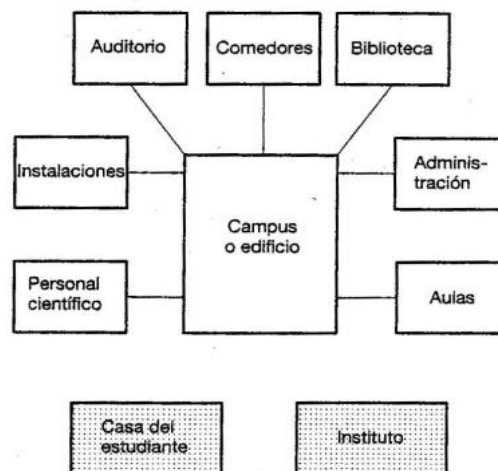 Auditorio
Comedores
Biblioteca
Instalaciones
Adminis-
tración
Campus
o edificio
Personal
científico
Aulas
Casa del
estudiante
Instituto